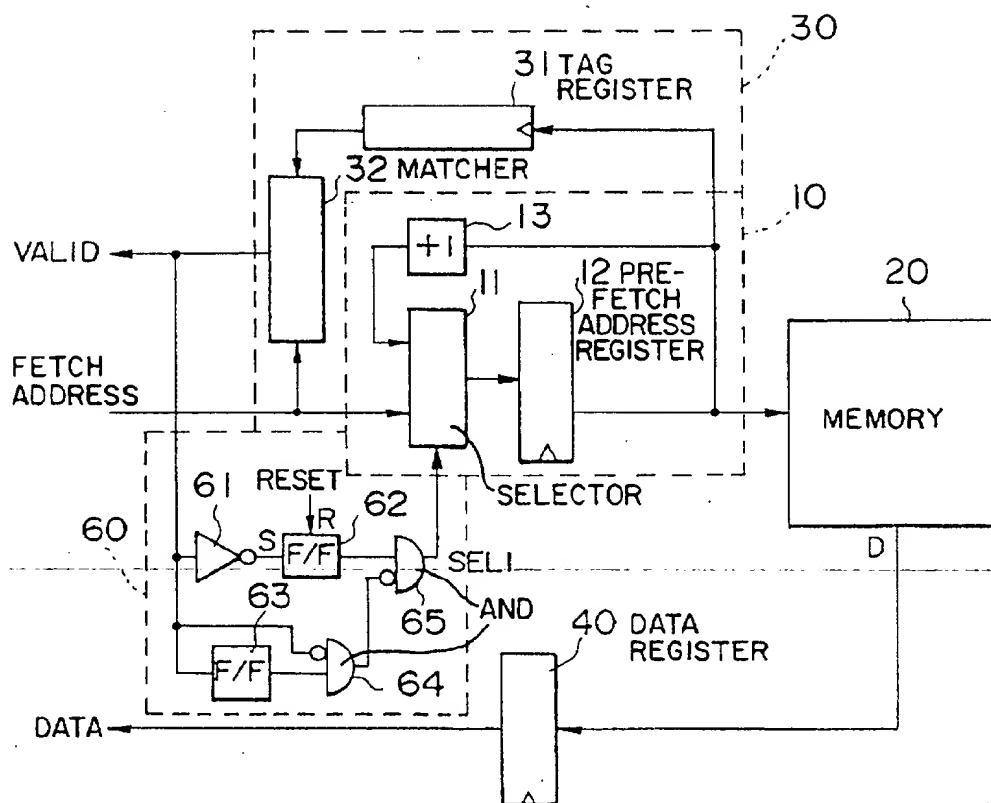 30
31 TAG
REGISTER
32 MATCHER
10
13
+1
VALID
11
12 PRE-
FETCH
ADDRESS
REGISTER
20
FETCH
ADDRESS
MEMORY
SELECTOR
61
RESET
R
62
60
S
F/F
SEL1
D
65
AND
63
F/F
64
40 DATA
REGISTER
DATA